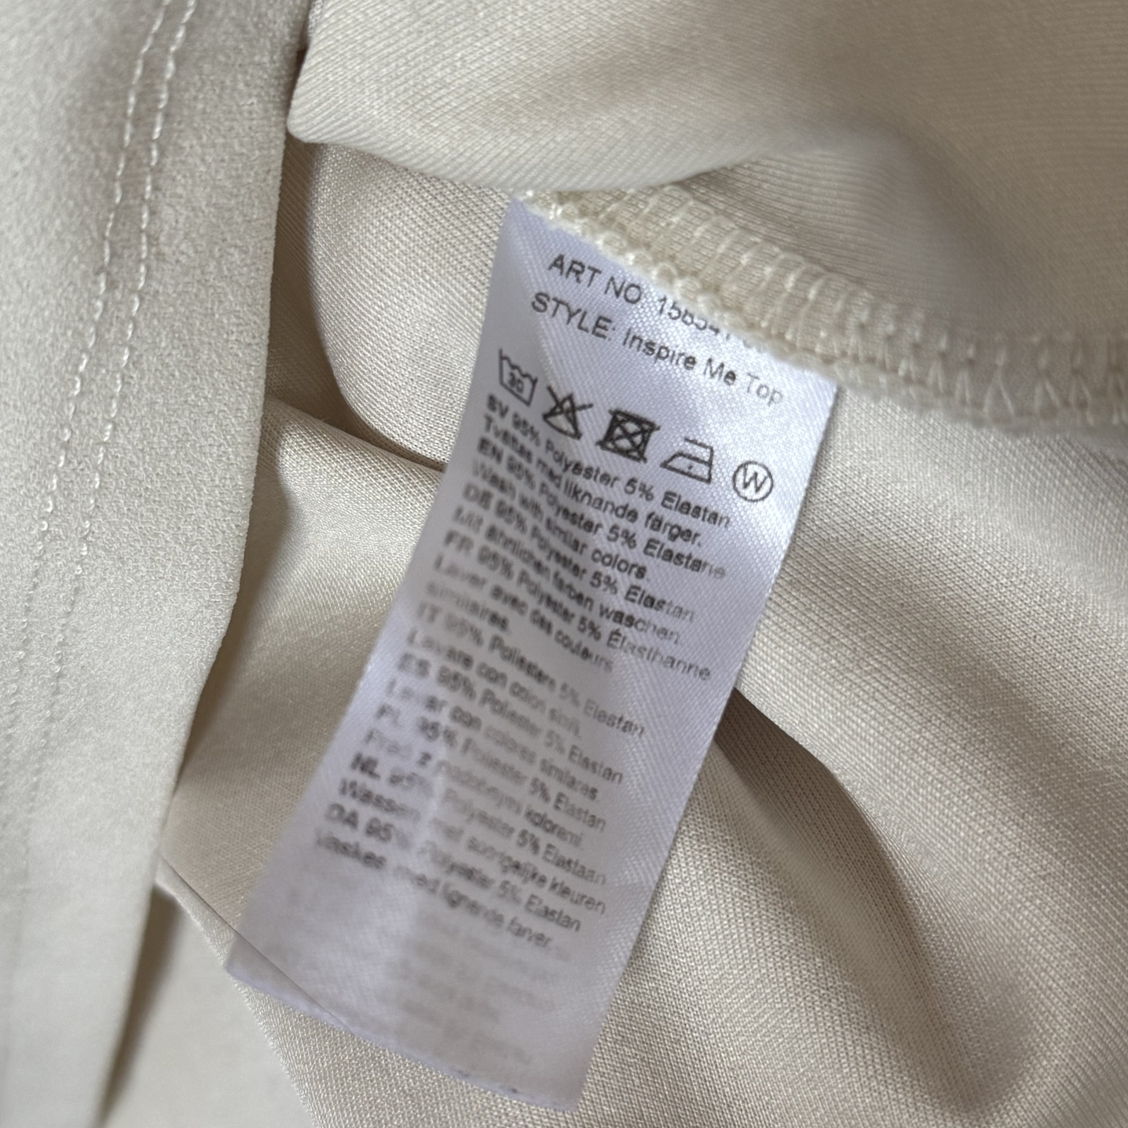 ART NO
STYLE: Inspire Me Top
30
W
SV 95% Polyester 5% Elastan
Tvättas med liknande färger.
EN 95% Polyester 5% Elastane
Wash with similar colors.
DE 95% Polyester 5% Elastan
Mit ähnlichen farben waschen.
FR 95% Polyester 5% Élasthanne
Laver avec des couleurs
similaires.
IT 95% Poliestere 5% Elastan
Lavare con colori simili.
ES 95% Poliester 5% Elastan
Lavar con colores similares.
PL 95% Poliester 5% Elastan
Prać z podobnymi kolorami.
NL 95% Polyester 5% Elastaan
Wassen met soortgelijke kleuren
DA 95% Polyester 5% Elastan
Vaskes med lignende farver.